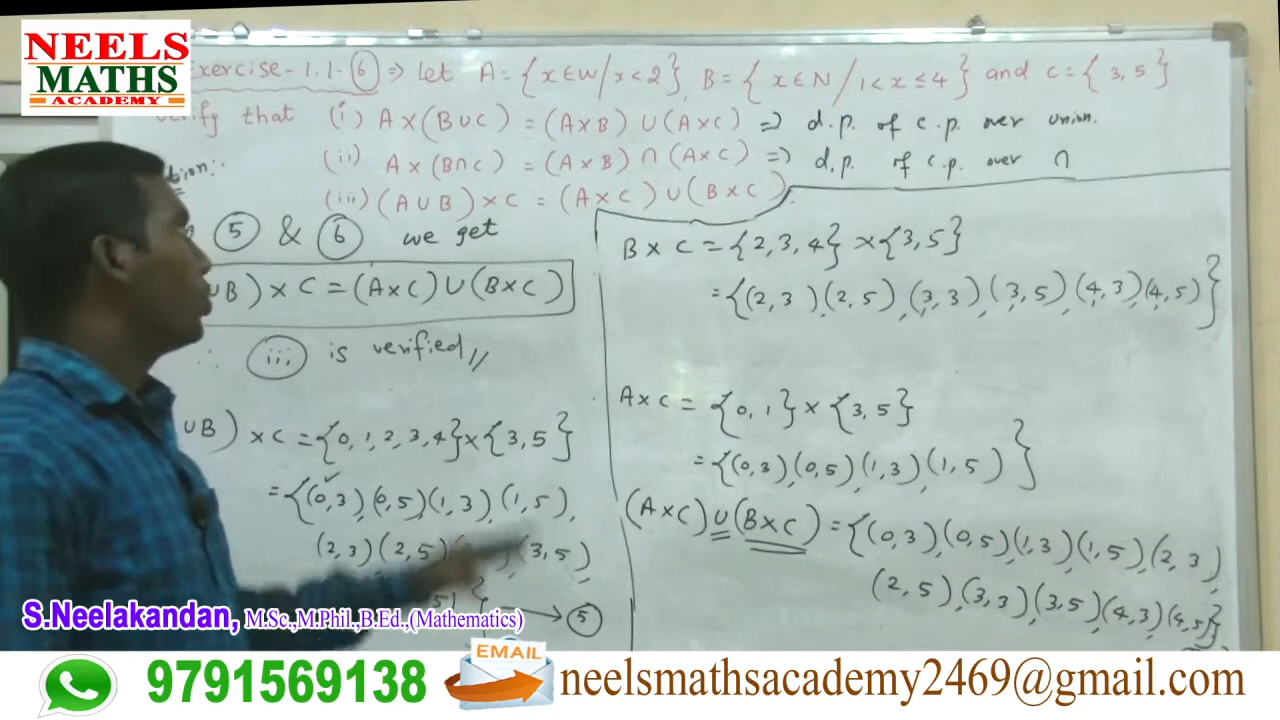 NEELS
MATHS
ACADEMY
Exercise-1.1-6 ⇒ Let A = {x∈W/x<2}, B = {x∈N/1<x≤4} and C = {3,5}
Verify that (i) A×(B∪C) = (A×B)∪(A×C) ⇒ d.p. of c.p. over union.
(ii) A×(B∩C) = (A×B)∩(A×C) ⇒ d.p. of c.p. over ∩
(iii) (A∪B)×C = (A×C)∪(B×C).
tion:-
5 & 6 we get
∪B)×C = (A×C)∪(B×C)
∴ iii is verified//
∪B)×C = {0,1,2,3,4}×{3,5}
= {(0,3),(0,5),(1,3),(1,5),
(2,3)(2,5) (3,5),
→ 5
B×C = {2,3,4}×{3,5}
= {(2,3),(2,5),(3,3),(3,5),(4,3),(4,5)}
A×C = {0,1}×{3,5}
= {(0,3),(0,5),(1,3),(1,5)}
(A×C)∪(B×C) = {(0,3),(0,5),(1,3),(1,5),(2,3),
(2,5),(3,3),(3,5),(4,3),(4,5)}
S.Neelakandan, M.Sc.,M.Phil.,B.Ed.,(Mathematics)
9791569138
EMAIL
neelsmathsacademy2469@gmail.com